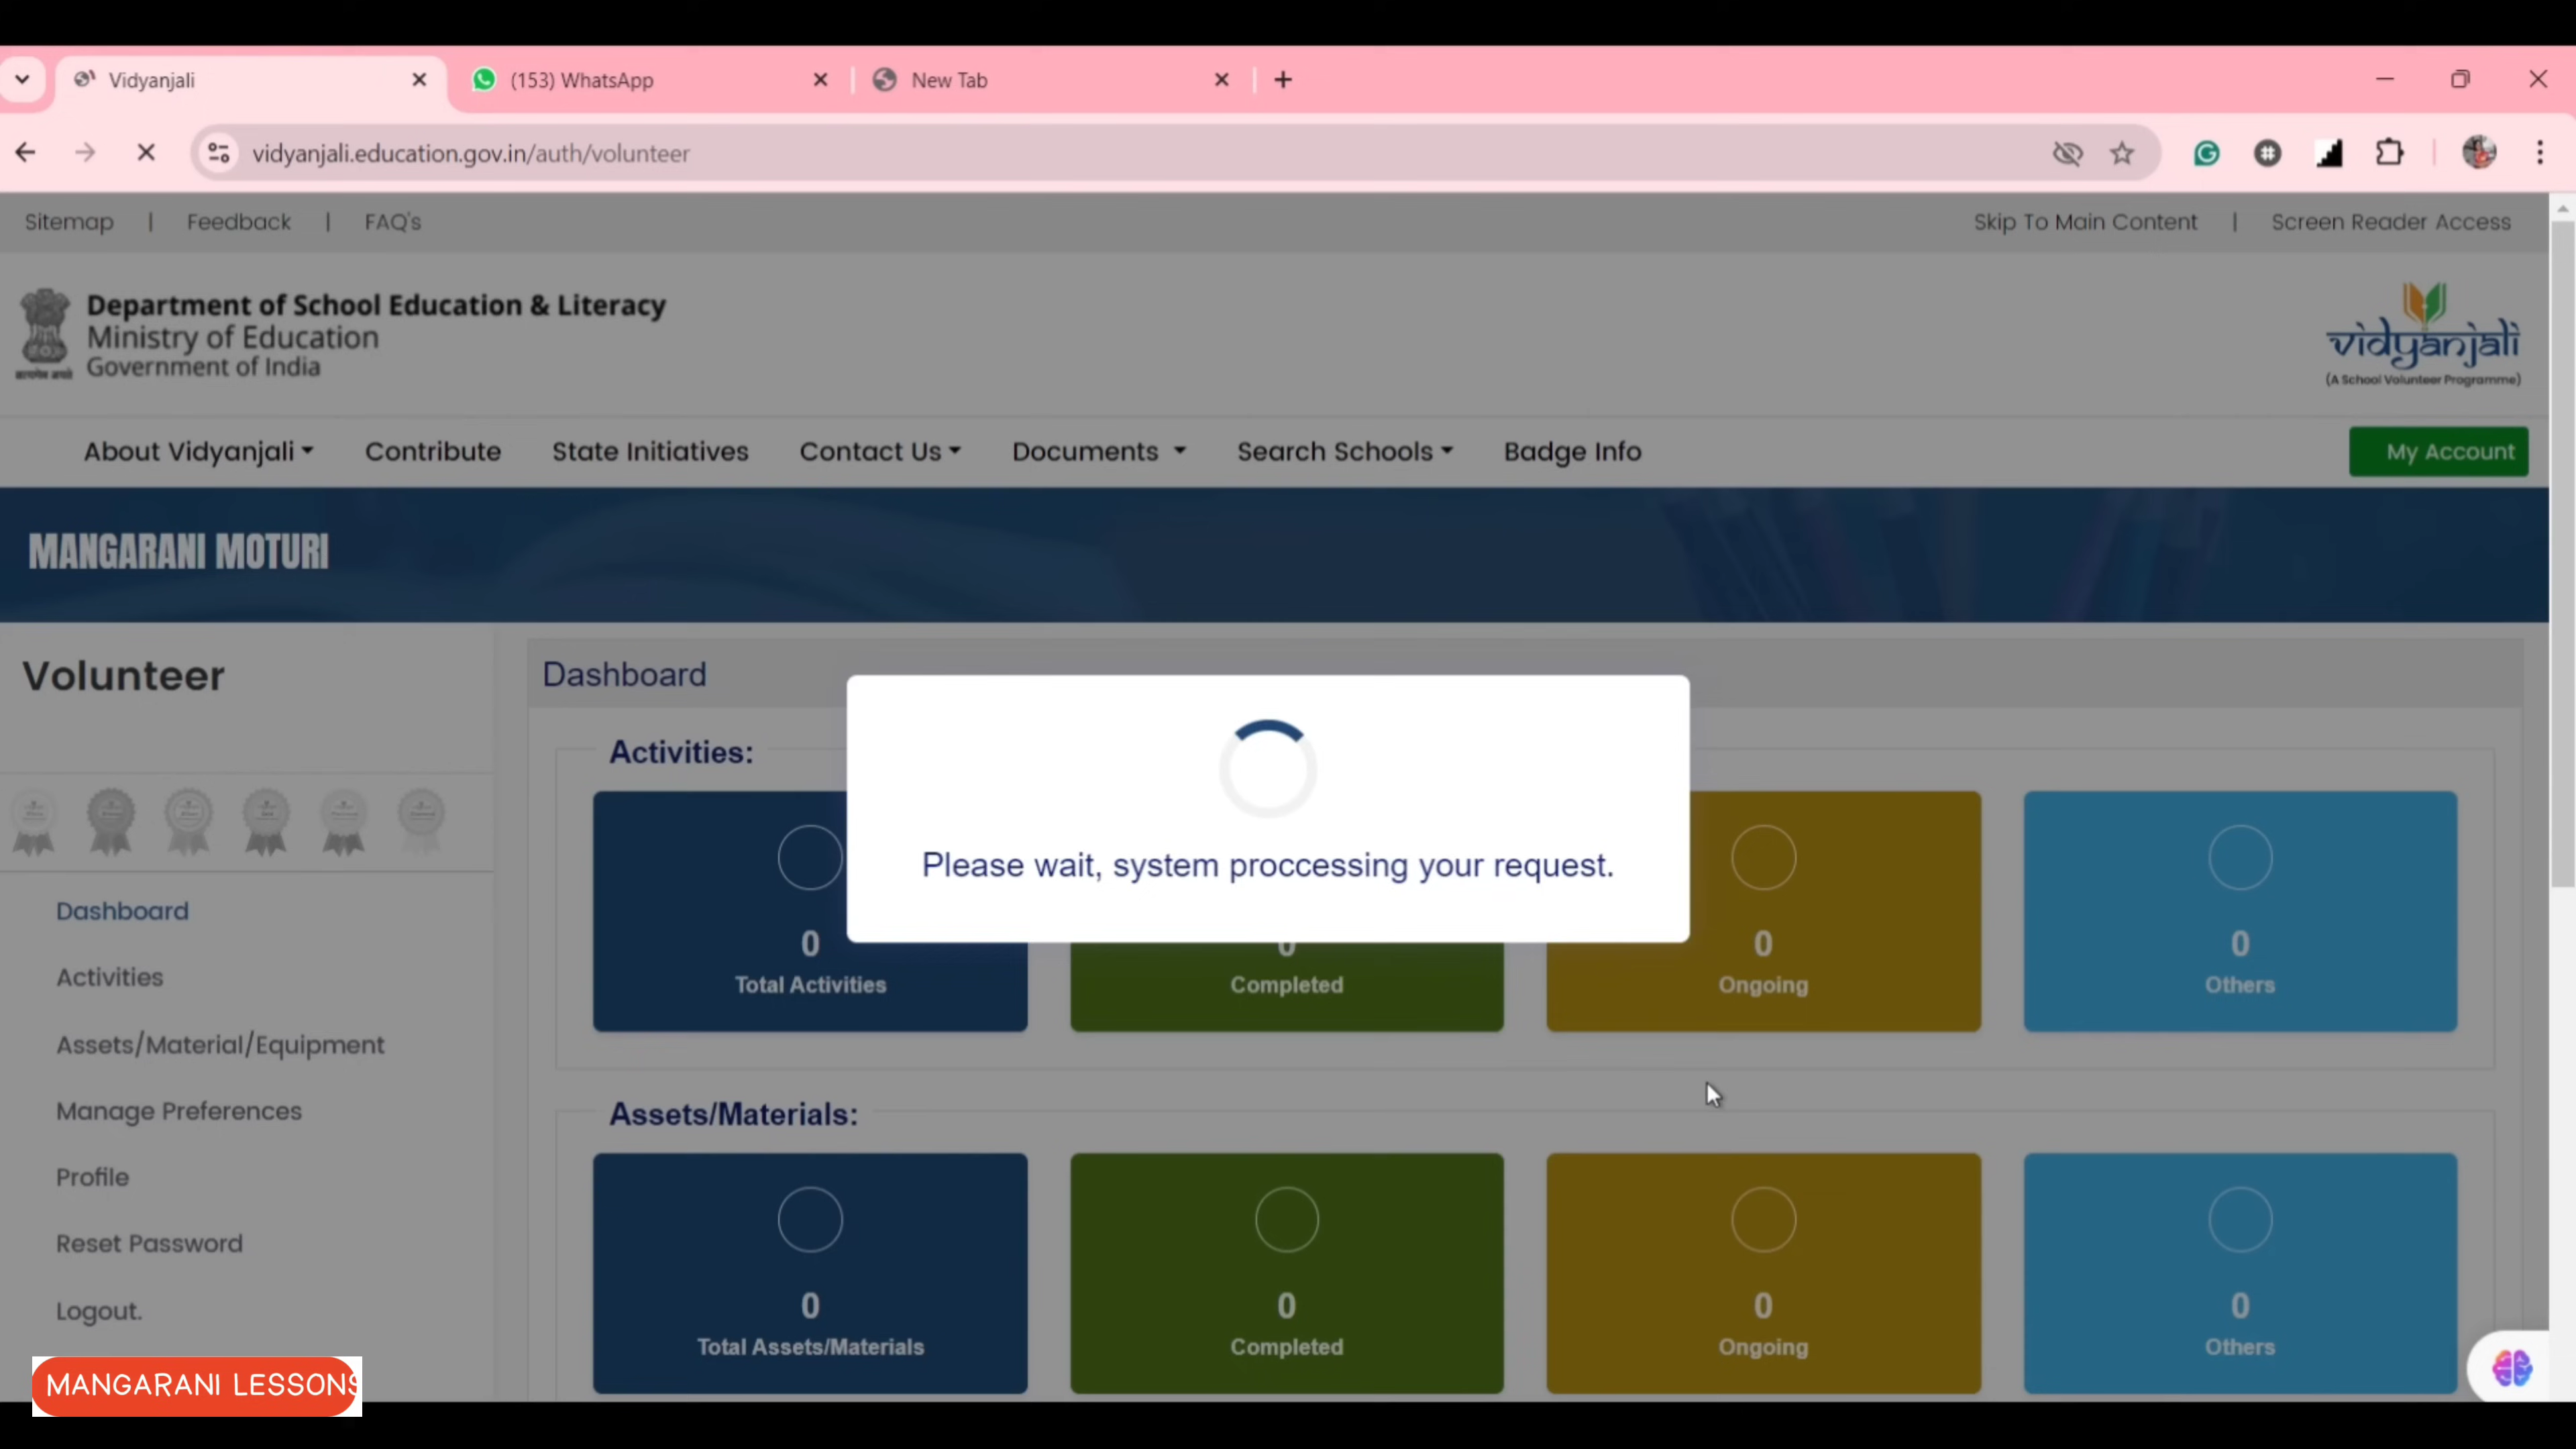 Vidyanjali
(153) WhatsApp
New Tab
vidyanjali.education.gov.in/auth/volunteer
Sitemap | Feedback | FAQ's
Skip To Main Content | Screen Reader Access
Department of School Education & Literacy
Ministry of Education
Government of India
सत्यमेव जयते
vidyanjali
(A School Volunteer Programme)
About Vidyanjali
Contribute
State Initiatives
Contact Us
Documents
Search Schools
Badge Info
My Account
MANGARANI MOTURI
Volunteer
Dashboard
Activities
Assets/Material/Equipment
Manage Preferences
Profile
Reset Password
Logout.
Dashboard
Activities:
0
Total Activities
0
Completed
0
Ongoing
0
Others
Please wait, system proccessing your request.
Assets/Materials:
0
Total Assets/Materials
0
Completed
0
Ongoing
0
Others
MANGARANI LESSONS